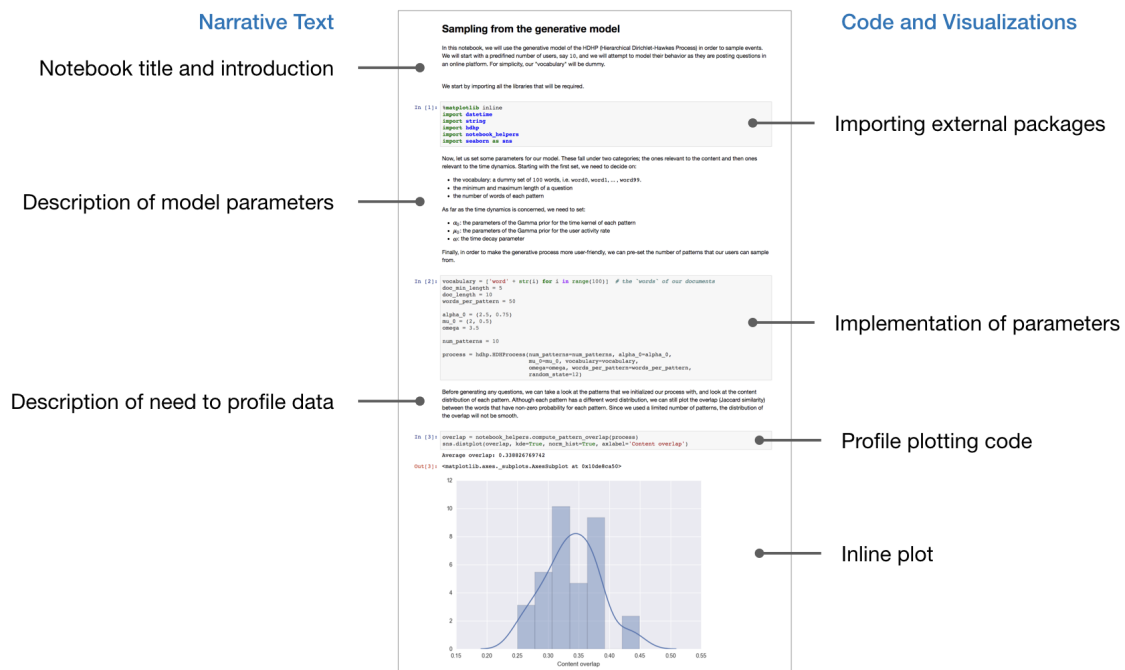 Narrative Text
Code and Visualizations
Notebook title and introduction
Description of model parameters
Description of need to profile data
Sampling from the generative model
In this notebook, we will use the generative model of the HDHP (Hierarchical Dirichlet-Hawkes Process) in order to sample events.
We will start with a predefined number of users, say 10, and we will attempt to model their behavior as they are posting questions in
an online platform. For simplicity, our "vocabulary" will be dummy.
We start by importing all the libraries that will be required.
In [1]: %matplotlib inline
import datetime
import string
import hdhp
import notebook_helpers
import seaborn as sns
Now, let us set some parameters for our model. These fall under two categories; the ones relevant to the content and then ones
relevant to the time dynamics. Starting with the first set, we need to decide on:
• the vocabulary: a dummy set of 100 words, i.e. word0, word1, ..., word99.
• the minimum and maximum length of a question
• the number of words of each pattern
As far as the time dynamics is concerned, we need to set:
• α₀: the parameters of the Gamma prior for the time kernel of each pattern
• μ₀: the parameters of the Gamma prior for the user activity rate
the time decay parameter
Finally, in order to make the generative process more user-friendly, we can pre-set the number of patterns that our users can sample
from.
In [2]: vocabulary = ['word' + str(i) for i in range(100)]  # the 'words' of our documents
doc_min_length = 5
doc_length = 10
words_per_pattern = 50
alpha_0 = (2.5, 0.75)
mu_0 = (2, 0.5)
omega = 3.5
num_patterns = 10
process = hdhp.HDHProcess(num_patterns=num_patterns, alpha_0=alpha_0,
mu_0=mu_0, vocabulary=vocabulary,
omega=omega, words_per_pattern=words_per_pattern,
random_state=12)
Before generating any questions, we can take a look at the patterns that we initialized our process with, and look at the content
distribution of each pattern. Although each pattern has a different word distribution, we can still plot the overlap (Jaccard similarity)
between the words that have non-zero probability for each pattern. Since we used a limited number of patterns, the distribution of
the overlap will not be smooth.
In [3]: overlap = notebook_helpers.compute_pattern_overlap(process)
sns.distplot(overlap, kde=True, norm_hist=True, axlabel='Content overlap')
Average overlap: 0.338826769742
Out[3]: <matplotlib.axes._subplots.AxesSubplot at 0x10de8ca50>
12
10
8
6
4
2
0
0.15 0.20 0.25 0.30 0.35 0.40 0.45 0.50 0.55
Content overlap
Importing external packages
Implementation of parameters
Profile plotting code
Inline plot